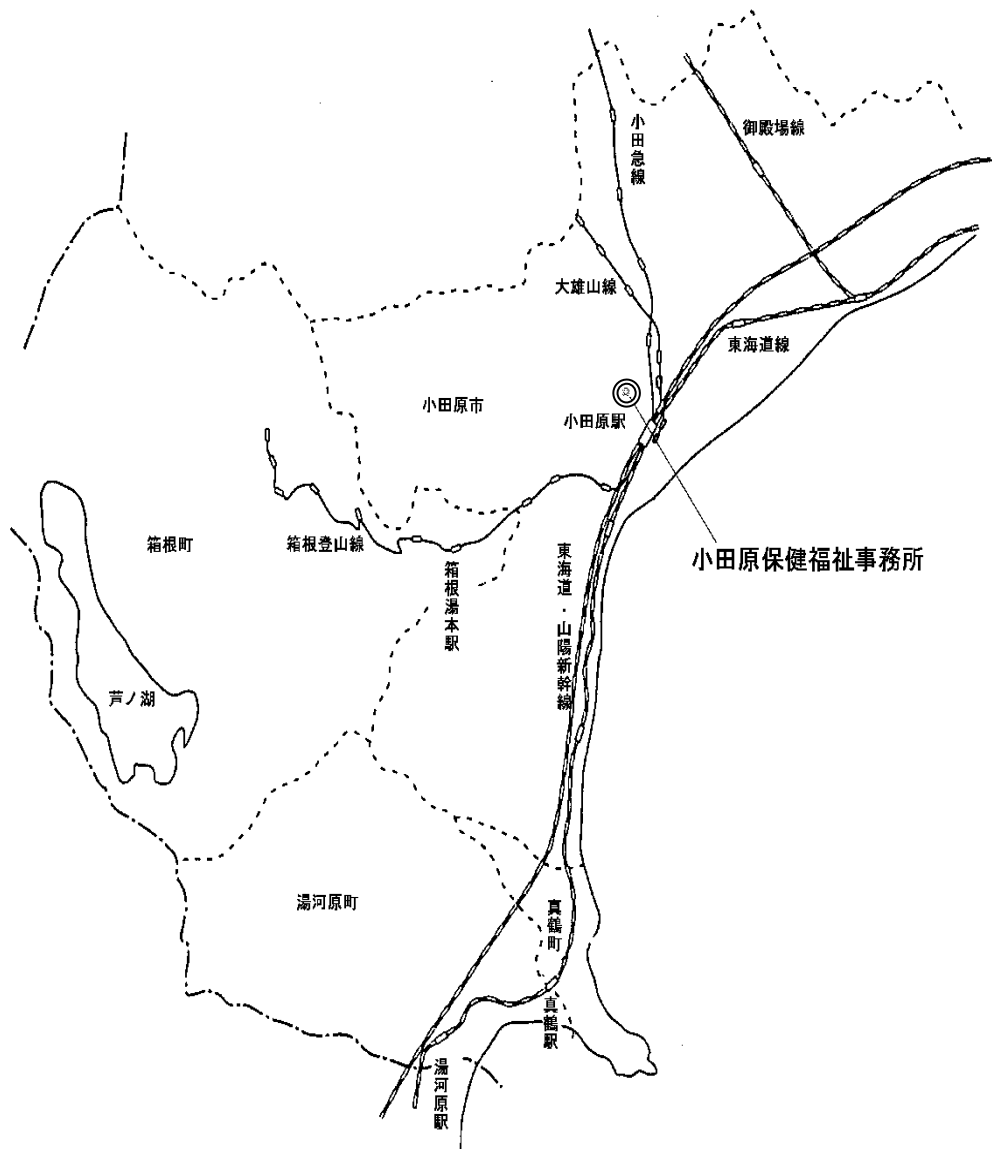 小田急線
御殿場線
大雄山線
東海道線
小田原市
小田原駅
箱根町
箱根登山線
箱根湯本駅
東海道・山陽新幹線
小田原保健福祉事務所
芦ノ湖
湯河原町
真鶴町
真鶴駅
湯河原駅